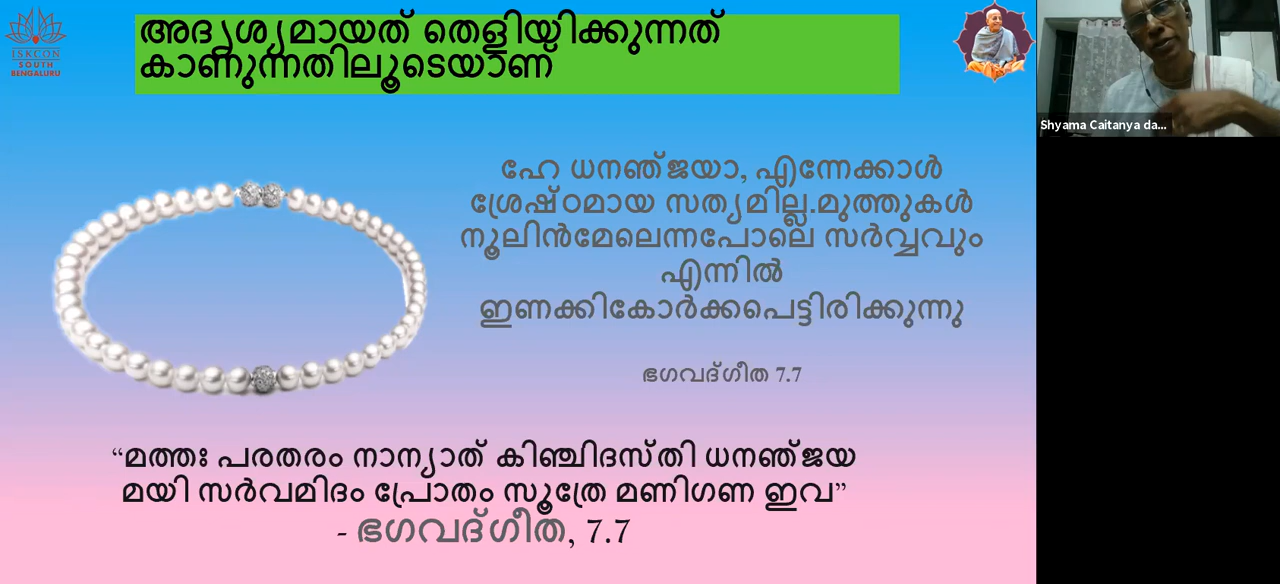 ISKCON
SOUTH
BENGALURU
അദൃശ്യമായത് തെളിയിക്കുന്നത്
കാണുന്നതിലൂടെയാണ്
Shyama Caitanya da...
ഹേ ധനഞ്ജയാ, എന്നേക്കാൾ
ശ്രേഷ്ഠമായ സത്യമില്ല.മുത്തുകൾ
നൂലിൻമേലെന്നപോലെ സർവ്വവും
എന്നിൽ
ഇണക്കികോർക്കപെട്ടിരിക്കുന്നു
ഭഗവദ്ഗീത 7.7
“മത്തഃ പരതരം നാന്യാത് കിഞ്ചിദസ്തി ധനഞ്ജയ
മയി സർവമിദം പ്രോതം സൂത്രേ മണിഗണ ഇവ”
- ഭഗവദ്ഗീത, 7.7